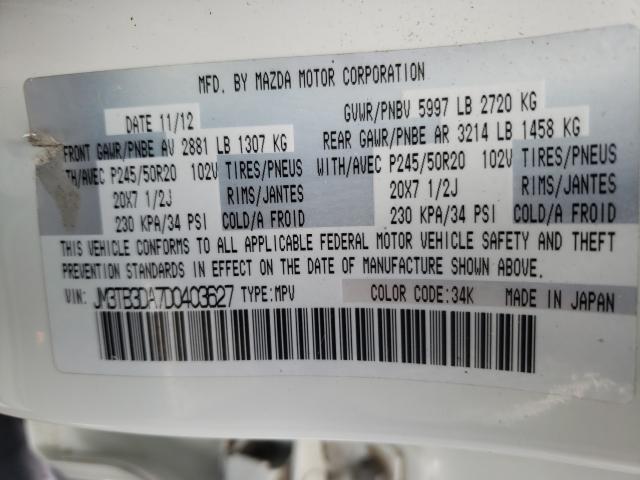 MFD. BY MAZDA MOTOR CORPORATION
DATE 11/12 GVWR/PNBV 5997 LB 2720 KG
FRONT GAWR/PNBE AV 2881 LB 1307 KG REAR GAWR/PNBE AR 3214 LB 1458 KG
TH/AVEC P245/50R20 102V TIRES/PNEUS WITH/AVEC P245/50R20 102V TIRES/PNEUS
20X7 1/2J RIMS/JANTES 20X7 1/2J RIMS/JANTES
230 KPA/34 PSI COLD/A FROID 230 KPA/34 PSI COLD/A FROID
THIS VEHICLE CONFORMS TO ALL APPLICABLE FEDERAL MOTOR VEHICLE SAFETY AND THEFT
PREVENTION STANDARDS IN EFFECT ON THE DATE OF MANUFACTURE SHOWN ABOVE.
VIN: JM3TB3DA7D0403627 TYPE:MPV COLOR CODE:34K MADE IN JAPAN